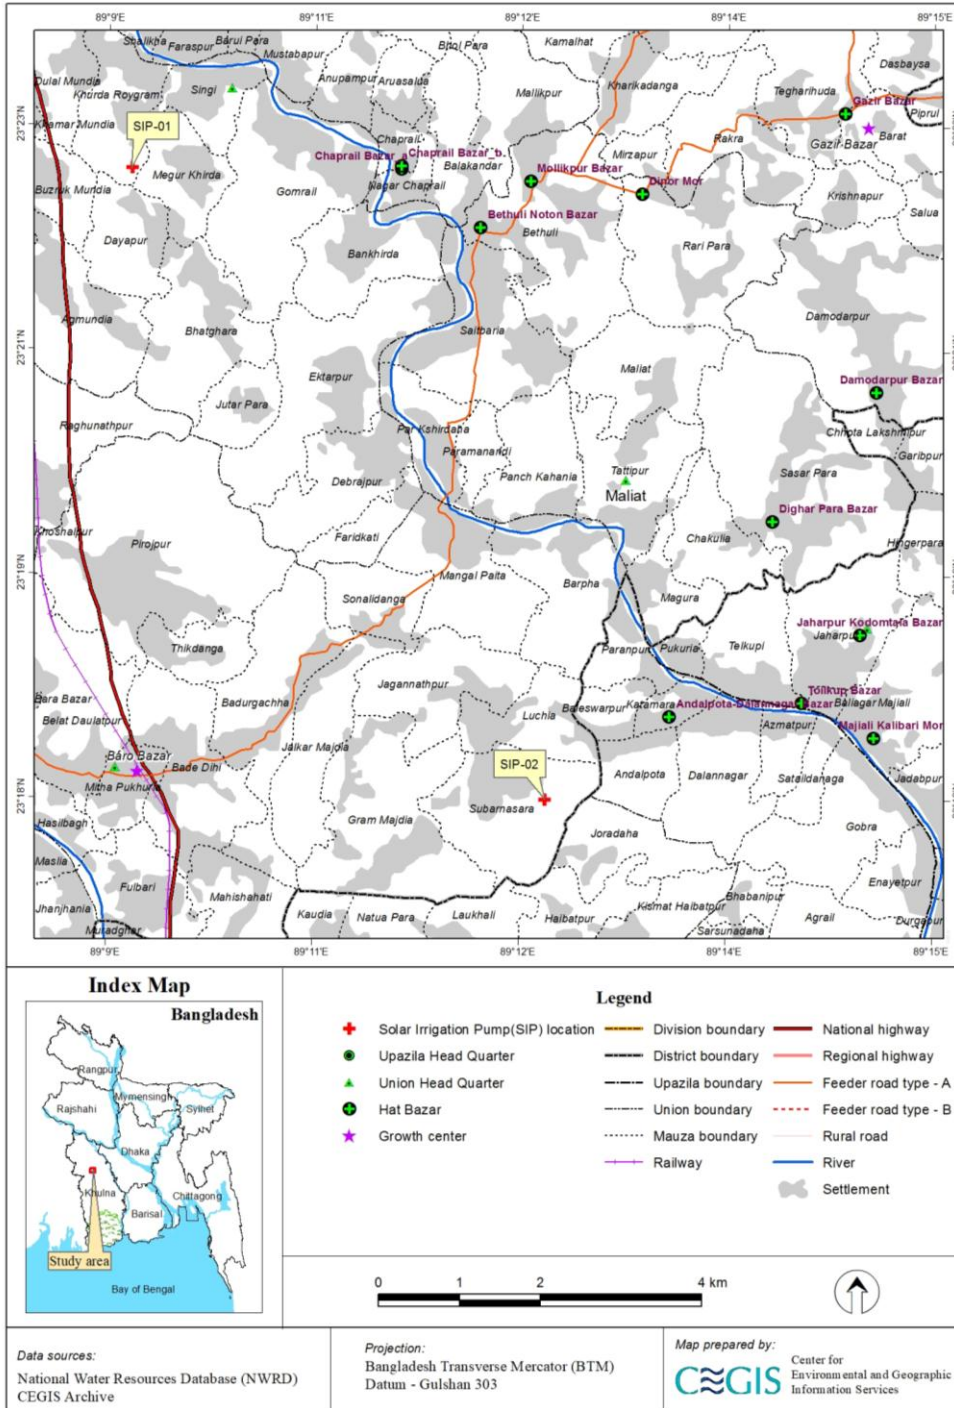 89°9'E 89°11'E 89°12'E 89°14'E 89°15'E
Shalikha
Faraspur
Barui Para
Mustabapur
Bhol Para
Kamalhat
Dasbaysa
Dulal Mundia
Khurda Roygram
Singi
Anupampur
Aruasalda
Mallikpur
Kharikadanga
Tegharihuda
Gazir Bazar
Piprul
23°23'N
Khamar Mundia
SIP-01
Chaprail
Rakra
Barat
Gazir Bazar
Chaprail Bazar_a
Chaprail Bazar_b
Balakandar
Mollikpur Bazar
Mirzapur
Dinor Mor
Buzruk Mundia
Megur Khirda
Gomrail
Nagar Chaprail
Krishnapur
Salua
Bethuli Noton Bazar
Bethuli
Dayapur
Bankhirda
Rari Para
Agmundia
Bhatghara
Saitbaria
Damodarpur
23°21'N
Ektarpur
Maliat
Damodarpur Bazar
Jutar Para
Raghunathpur
Par Kshirdaha
Paramanandi
Chhota Lakshmipur
Garibpur
Debrajpur
Panch Kahania
Tattipur
Maliat
Sasar Para
Dighar Para Bazar
Khoshalpur
Pirojpur
Faridkati
Chakulia
Hingerpara
23°19'N
Mangal Paita
Barpha
Sonalidanga
Magura
Jaharpur Kodomtala Bazar
Jaharpur
Thikdanga
Paranpur
Pukuria
Telkupi
Jagannathpur
Bara Bazar
Badurgachha
Baleswarpur
Katamara
Andalpota-Dalannagar Bazar
Tollkup Bazar
Baliagar Majiali
Belat Daulatpur
Luchia
Azmatpur
Majiali Kalibari Mor
Jalkar Majdia
Baro Bazar
Bade Dihi
SIP-02
Andalpota
Dalannagar
Sataildanaga
Jadabpur
Mitha Pukhuria
23°18'N
Subarnasara
Hasilbagh
Gram Majdia
Joradaha
Gobra
Maslia
Fulbari
Mahishahati
Enayetpur
Kismat Haibatpur
Bhabanipur
Jhanjhania
Kaudia
Natua Para
Laukhali
Haibatpur
Agrail
Durgapur
Muradghar
Sarsunadaha
89°9'E 89°11'E 89°12'E 89°14'E 89°15'E
Index Map
Bangladesh
Rangpur
Mymensingh
Rajshahi
Sylhet
Dhaka
Khulna
Barisal
Chittagong
Study area
Bay of Bengal
Legend
Solar Irrigation Pump(SIP) location
Upazila Head Quarter
Union Head Quarter
Hat Bazar
Growth center
Division boundary
District boundary
Upazila boundary
Union boundary
Mauza boundary
Railway
National highway
Regional highway
Feeder road type - A
Feeder road type - B
Rural road
River
Settlement
0 1 2 4 km
Data sources:
National Water Resources Database (NWRD)
CEGIS Archive
Projection:
Bangladesh Transverse Mercator (BTM)
Datum - Gulshan 303
Map prepared by:
CEGIS
Center for
Environmental and Geographic
Information Services